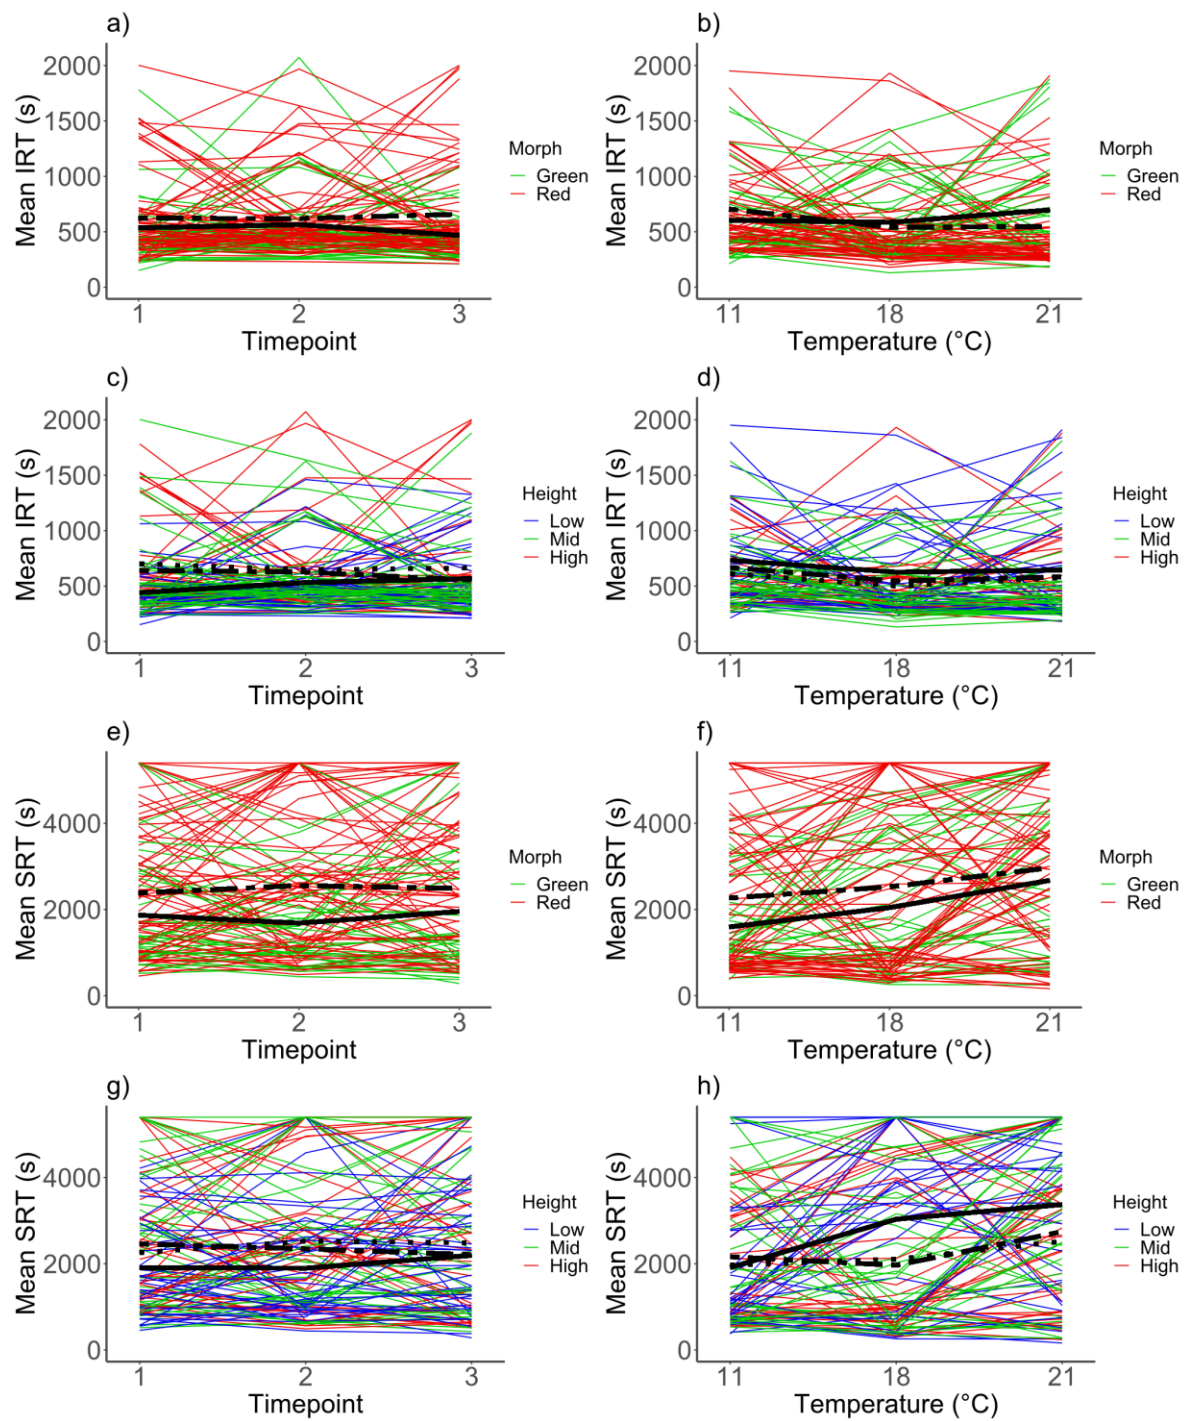 a)
Mean IRT (s)
2000
1500
1000
500
0
1 2 3
Timepoint
Morph
Green
Red
b)
Mean IRT (s)
2000
1500
1000
500
0
11 18 21
Temperature (°C)
Morph
Green
Red
c)
Mean IRT (s)
2000
1500
1000
500
0
1 2 3
Timepoint
Height
Low
Mid
High
d)
Mean IRT (s)
2000
1500
1000
500
0
11 18 21
Temperature (°C)
Height
Low
Mid
High
e)
Mean SRT (s)
4000
2000
0
1 2 3
Timepoint
Morph
Green
Red
f)
Mean SRT (s)
4000
2000
0
11 18 21
Temperature (°C)
Morph
Green
Red
g)
Mean SRT (s)
4000
2000
0
1 2 3
Timepoint
Height
Low
Mid
High
h)
Mean SRT (s)
4000
2000
0
11 18 21
Temperature (°C)
Height
Low
Mid
High